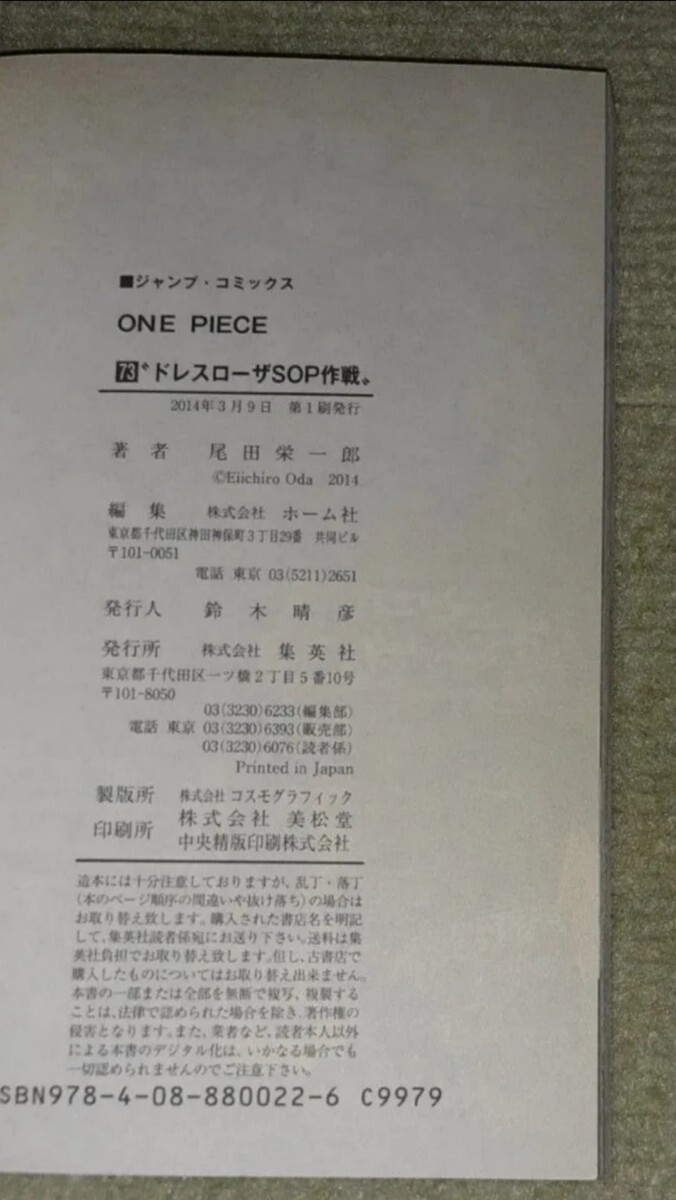 ■ジャンプ・コミックス
ONE PIECE
73〝ドレスローザSOP作戦〟
2014年3月9日 第1刷発行
著者 尾田栄一郎
©Eiichiro Oda 2014
編集 株式会社 ホーム社
東京都千代田区神田神保町3丁目29番 共同ビル
〒101-0051
電話 東京 03(5211)2651
発行人 鈴木晴彦
発行所 株式会社 集英社
東京都千代田区一ツ橋2丁目5番10号
〒101-8050
03(3230)6233(編集部)
電話 東京 03(3230)6393(販売部)
03(3230)6076(読者係)
Printed in Japan
製版所 株式会社 コスモグラフィック
印刷所 株式会社 美松堂
中央精版印刷株式会社
造本には十分注意しておりますが、乱丁・落丁
(本のページ順序の間違いや抜け落ち)の場合は
お取り替え致します。購入された書店名を明記
して、集英社読者係宛にお送り下さい。送料は集
英社負担でお取り替え致します。但し、古書店で
購入したものについてはお取り替え出来ません。
本書の一部または全部を無断で複写、複製する
ことは、法律で認められた場合を除き、著作権の
侵害となります。また、業者など、読者本人以外
による本書のデジタル化は、いかなる場合でも
一切認められませんのでご注意下さい。
SBN978-4-08-880022-6 C9979